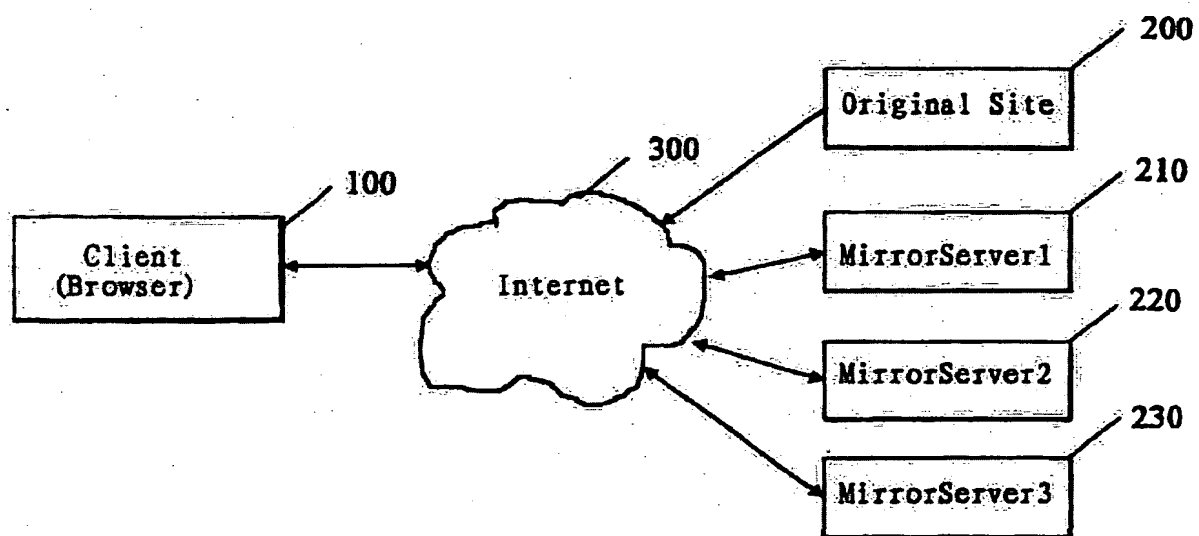 200
Original Site
300
210
100
MirrorServer1
Client
(Browser)
Internet
220
MirrorServer2
230
MirrorServer3